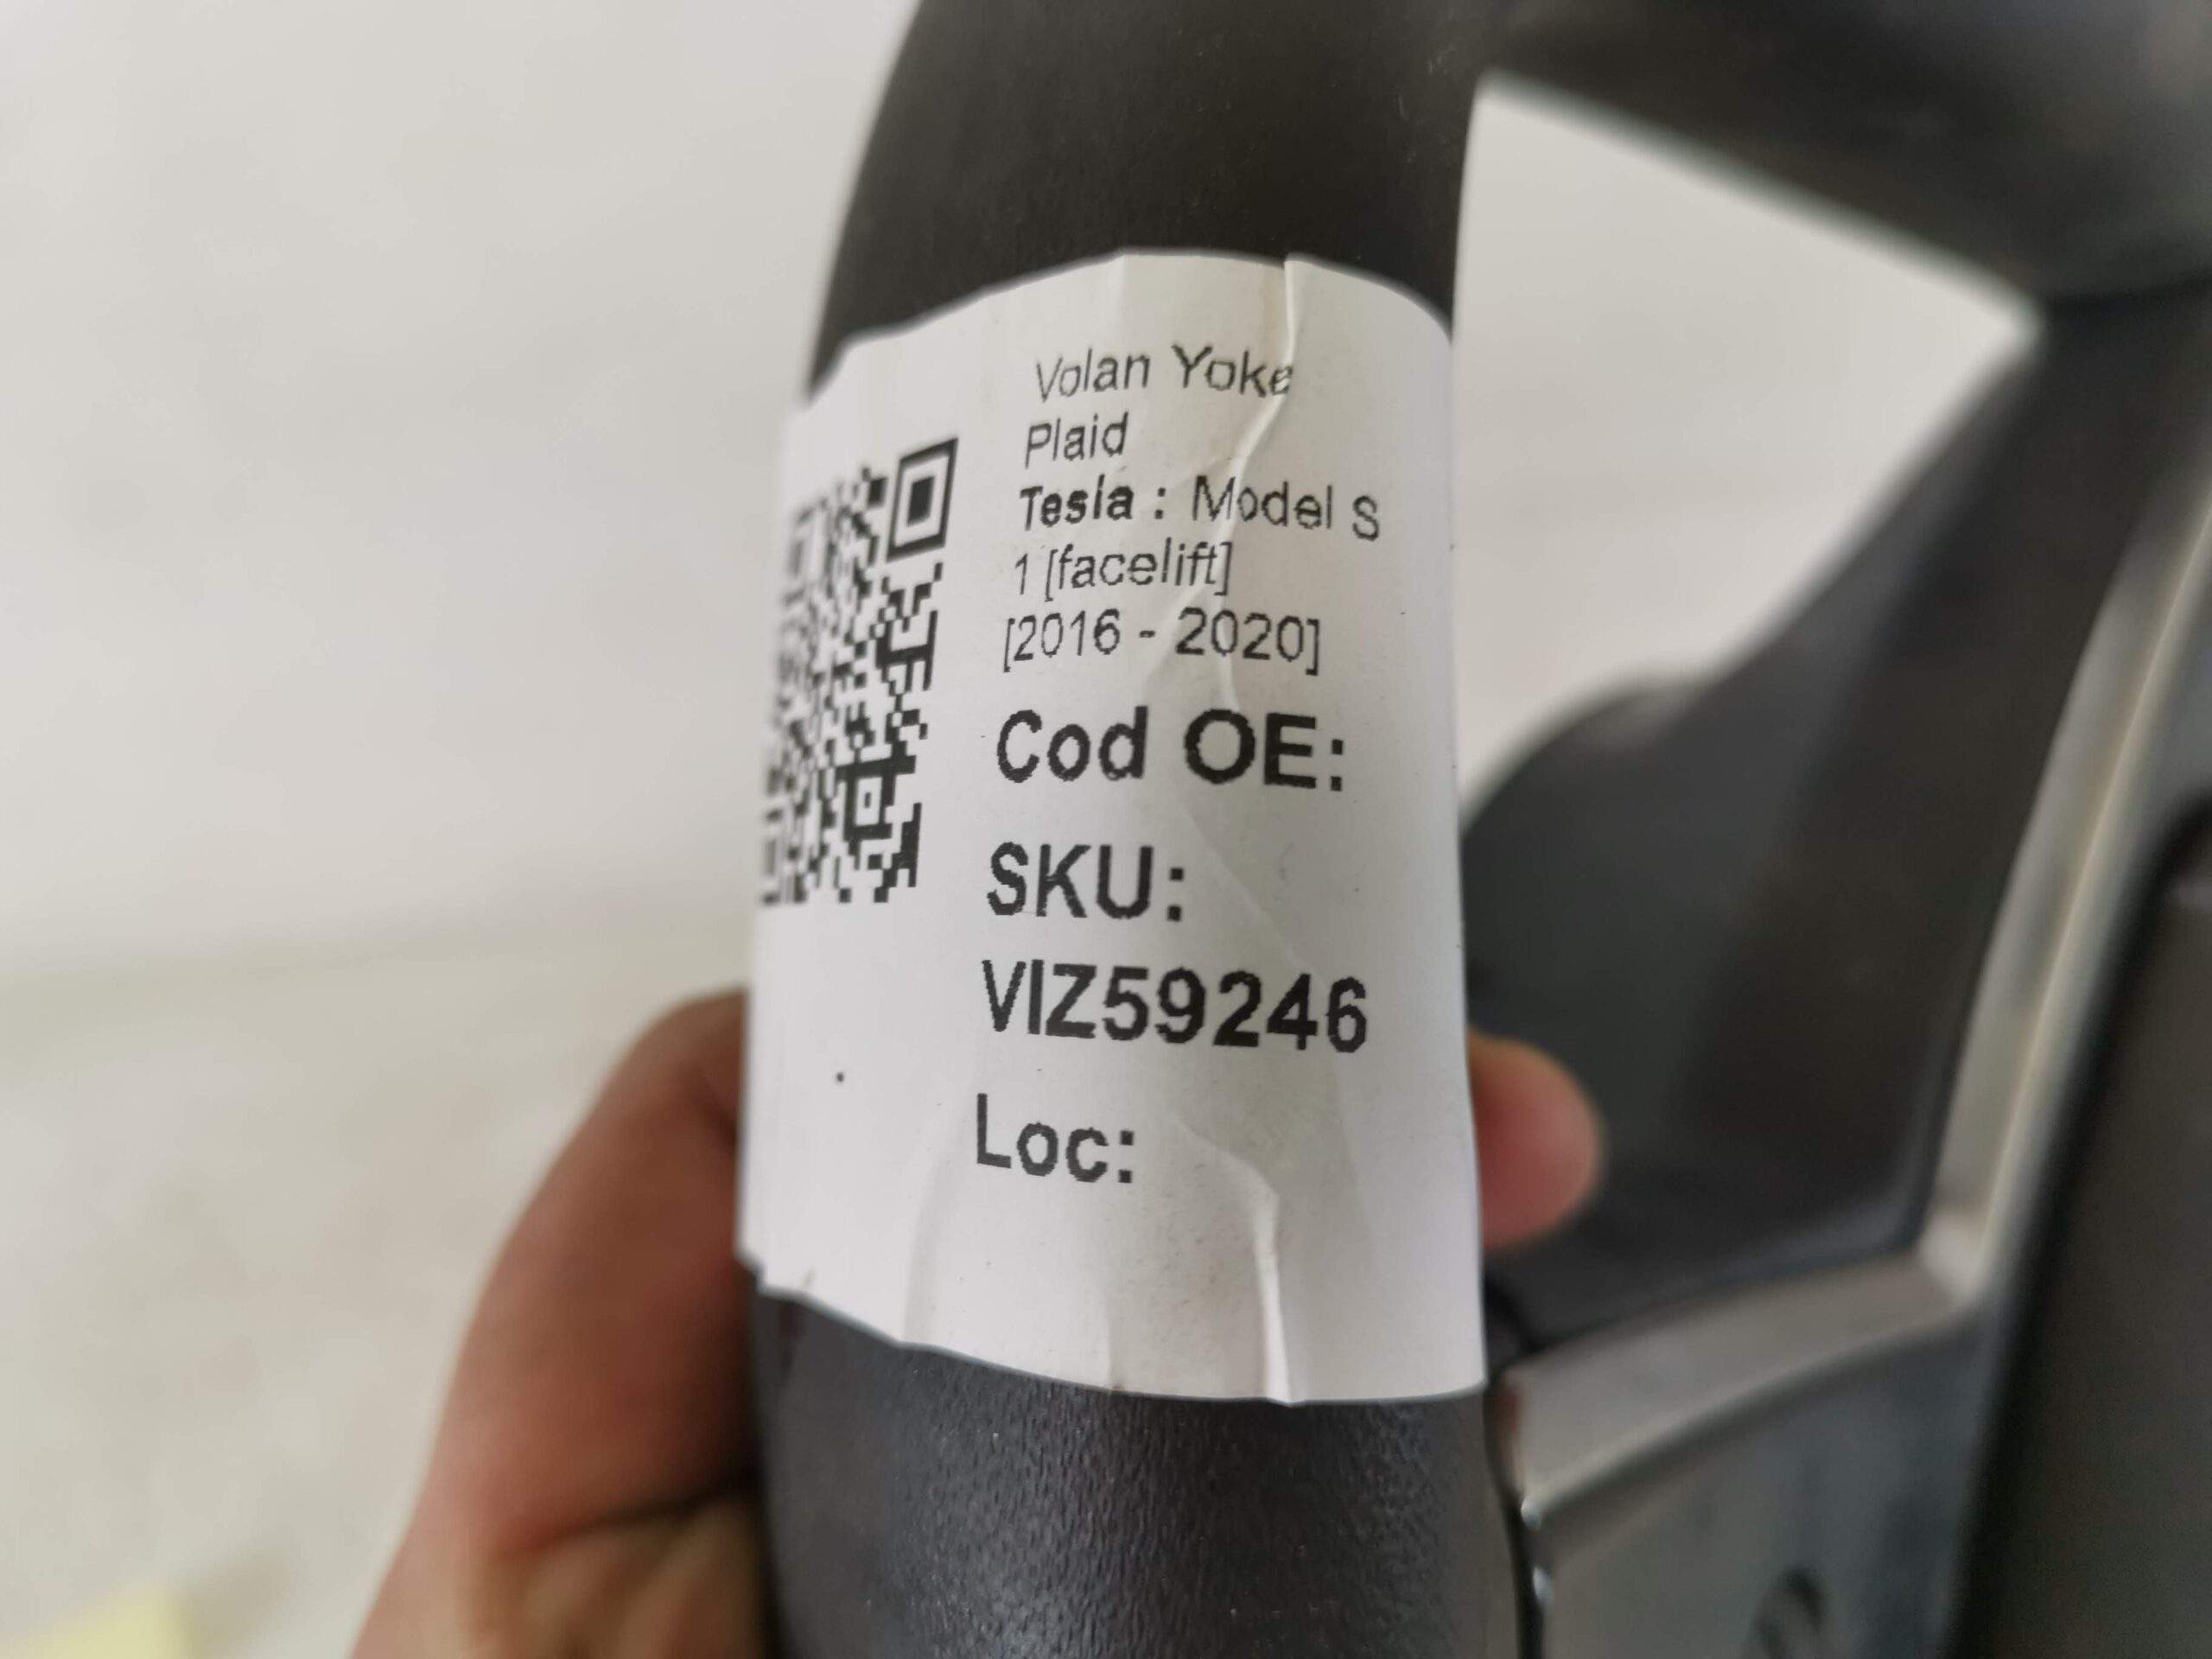 Volan Yoke
Plaid
Tesla : Model S
1 [facelift]
[2016 - 2020]
Cod OE:
SKU:
VIZ59246
Loc: